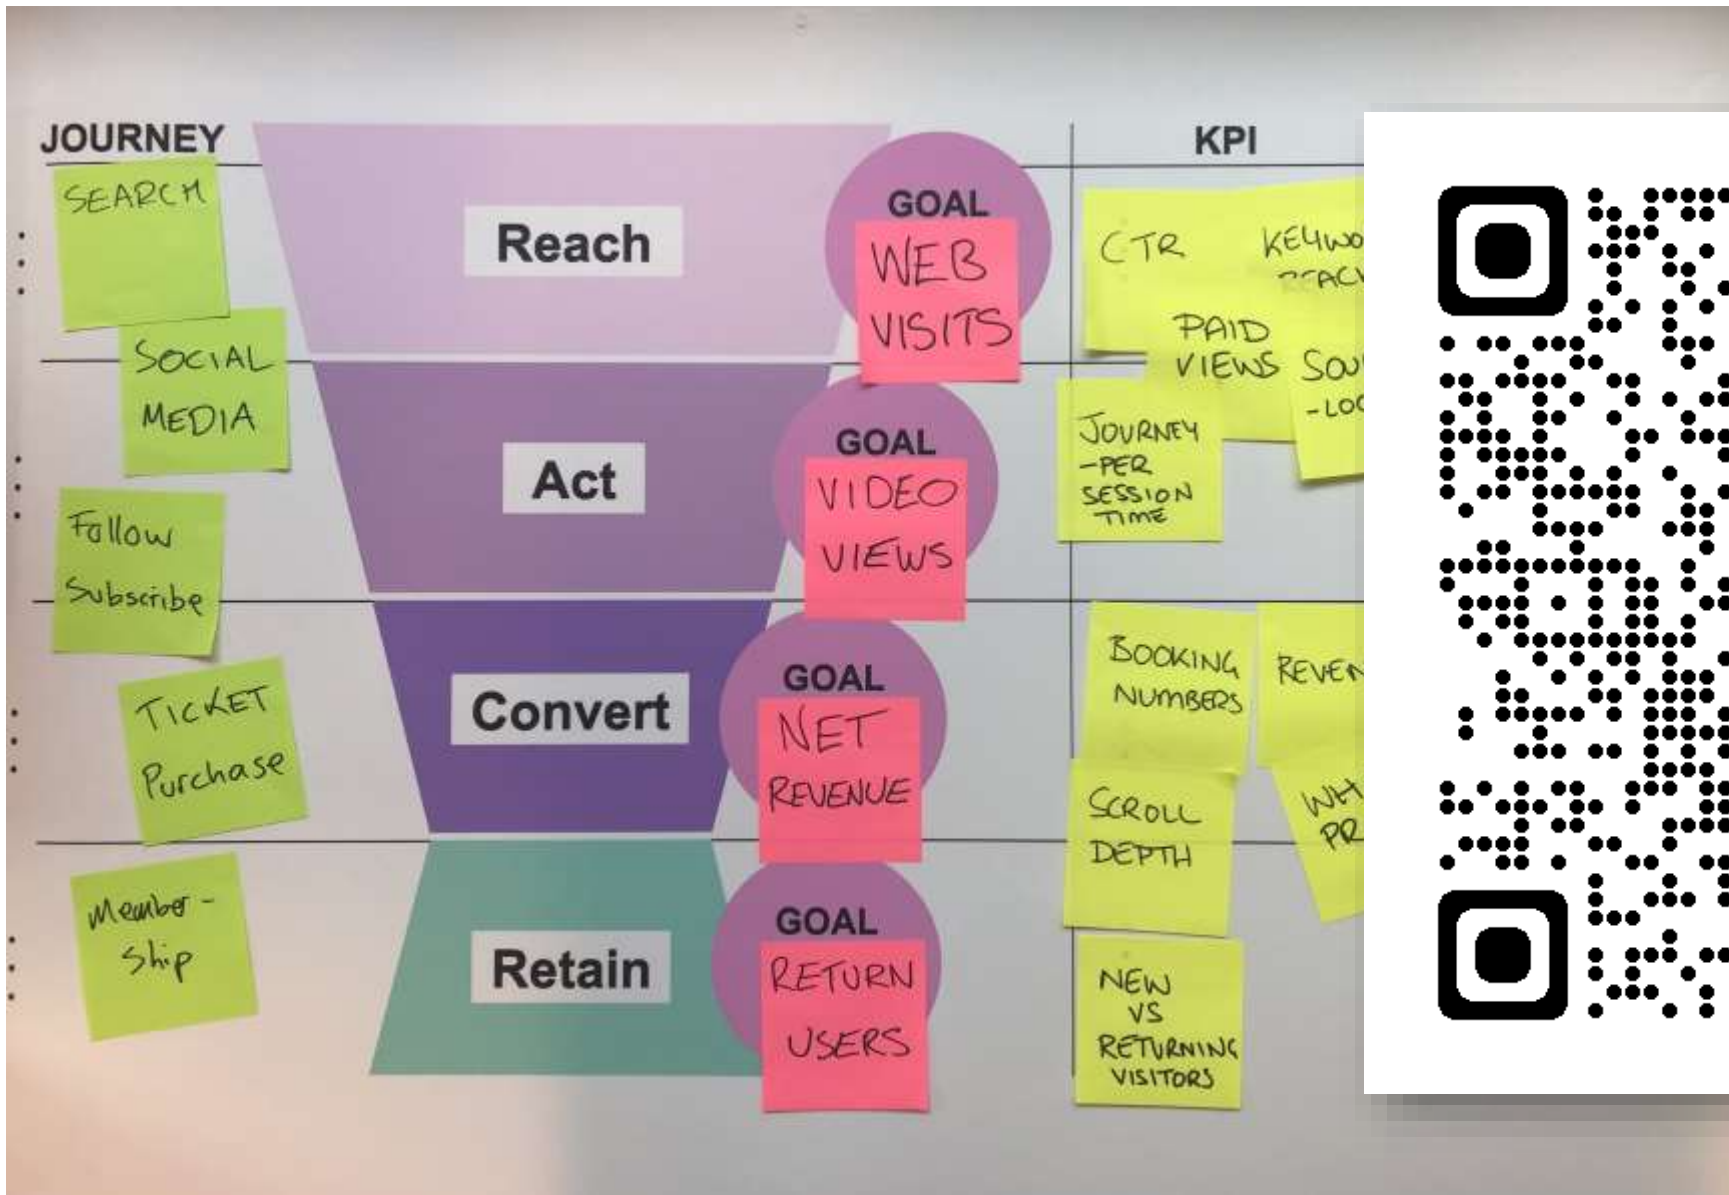 JOURNEY
KPI
SEARCH
SOCIAL
MEDIA
Follow
Subscribe
TICKET
Purchase
Member-
ship
Reach
GOAL
WEB
VISITS
Act
GOAL
VIDEO
VIEWS
Convert
GOAL
NET
REVENUE
Retain
GOAL
RETURN
USERS
CTR
PAID
VIEWS
JOURNEY
-PER
SESSION
TIME
BOOKING
NUMBERS
SCROLL
DEPTH
NEW
VS
RETURNING
VISITORS